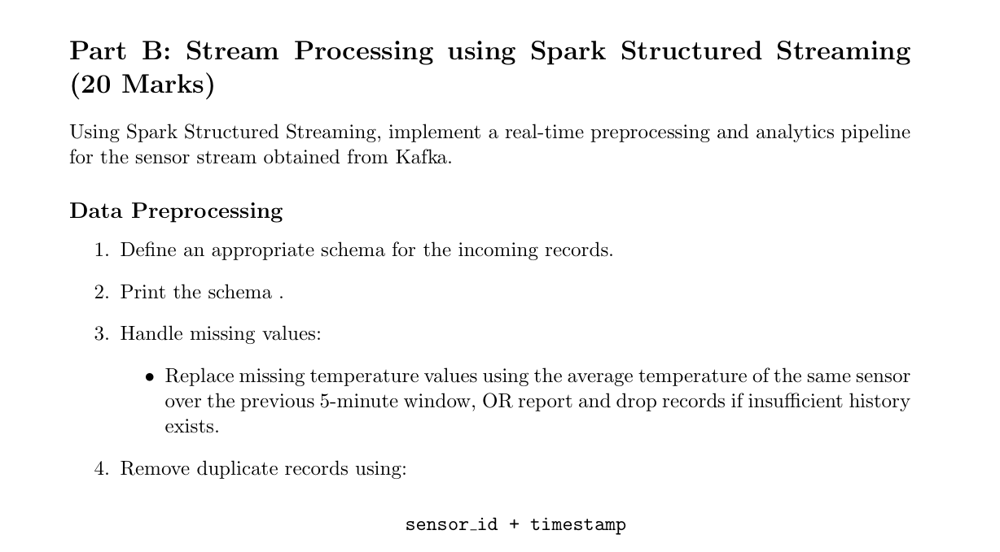 Part B: Stream Processing using Spark Structured Streaming
(20 Marks)
Using Spark Structured Streaming, implement a real-time preprocessing and analytics pipeline
for the sensor stream obtained from Kafka.
Data Preprocessing
1. Define an appropriate schema for the incoming records.
2. Print the schema .
3. Handle missing values:
• Replace missing temperature values using the average temperature of the same sensor
over the previous 5-minute window, OR report and drop records if insufficient history
exists.
4. Remove duplicate records using:
sensor_id + timestamp